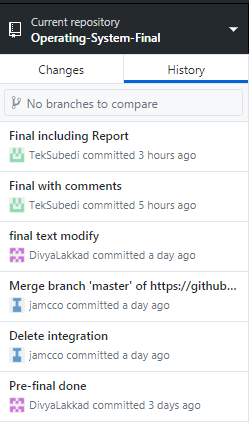 Current repository
Operating-System-Final
Changes
History
No branches to compare
Final including Report
TekSubedi committed 3 hours ago
Final with comments
TekSubedi committed 5 hours ago
final text modify
DivyaLakkad committed a day ago
Merge branch 'master' of https://github...
jamcco committed a day ago
Delete integration
jamcco committed a day ago
Pre-final done
DivyaLakkad committed 3 days ago